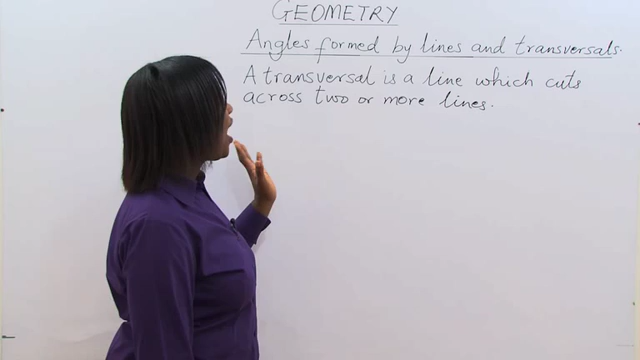 GEOMETRY
Angles formed by lines and transversals.
A transversal is a line which cuts
across two or more lines.